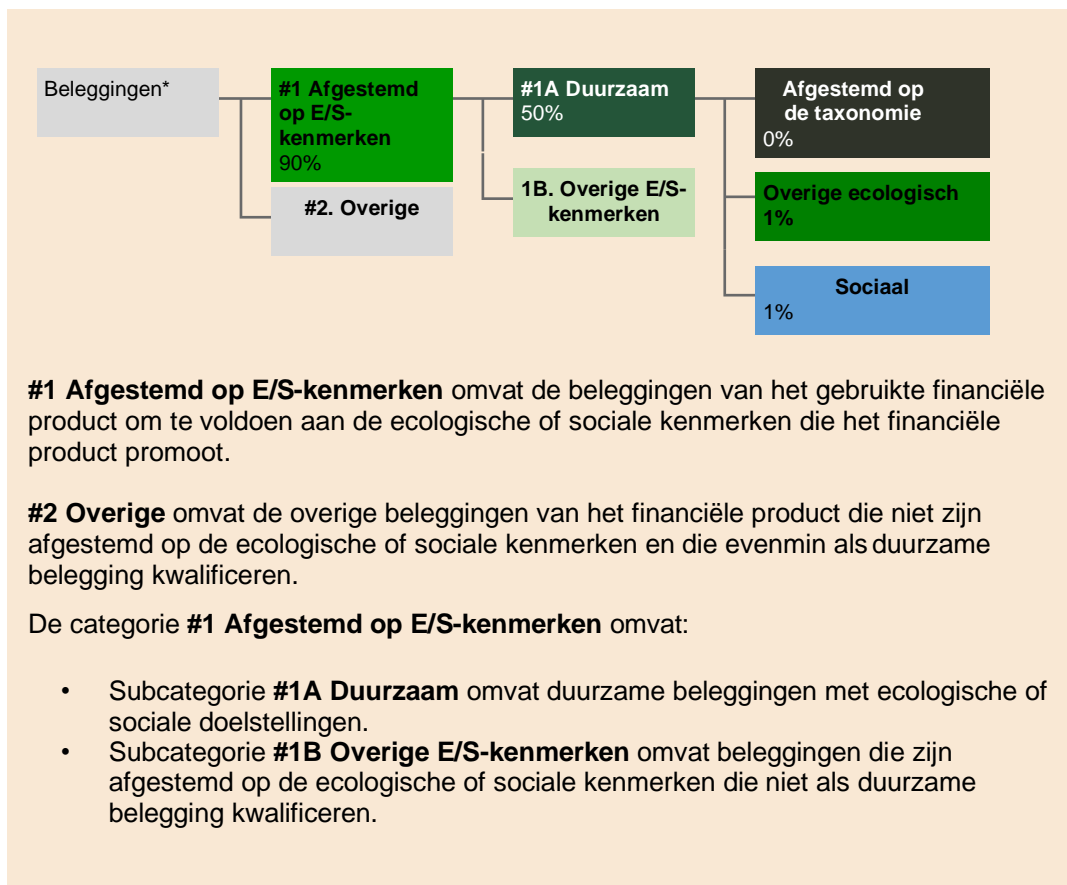 Beleggingen*
#1 Afgestemd
op E/S-
kenmerken
90%
#2. Overige
#1A Duurzaam
50%
1B. Overige E/S-
kenmerken
Afgestemd op
de taxonomie
0%
Overige ecologisch
1%
Sociaal
1%
#1 Afgestemd op E/S-kenmerken omvat de beleggingen van het gebruikte financiële
product om te voldoen aan de ecologische of sociale kenmerken die het financiële
product promoot.
#2 Overige omvat de overige beleggingen van het financiële product die niet zijn
afgestemd op de ecologische of sociale kenmerken en die evenmin als duurzame
belegging kwalificeren.
De categorie #1 Afgestemd op E/S-kenmerken omvat:
• Subcategorie #1A Duurzaam omvat duurzame beleggingen met ecologische of
sociale doelstellingen.
• Subcategorie #1B Overige E/S-kenmerken omvat beleggingen die zijn
afgestemd op de ecologische of sociale kenmerken die niet als duurzame
belegging kwalificeren.